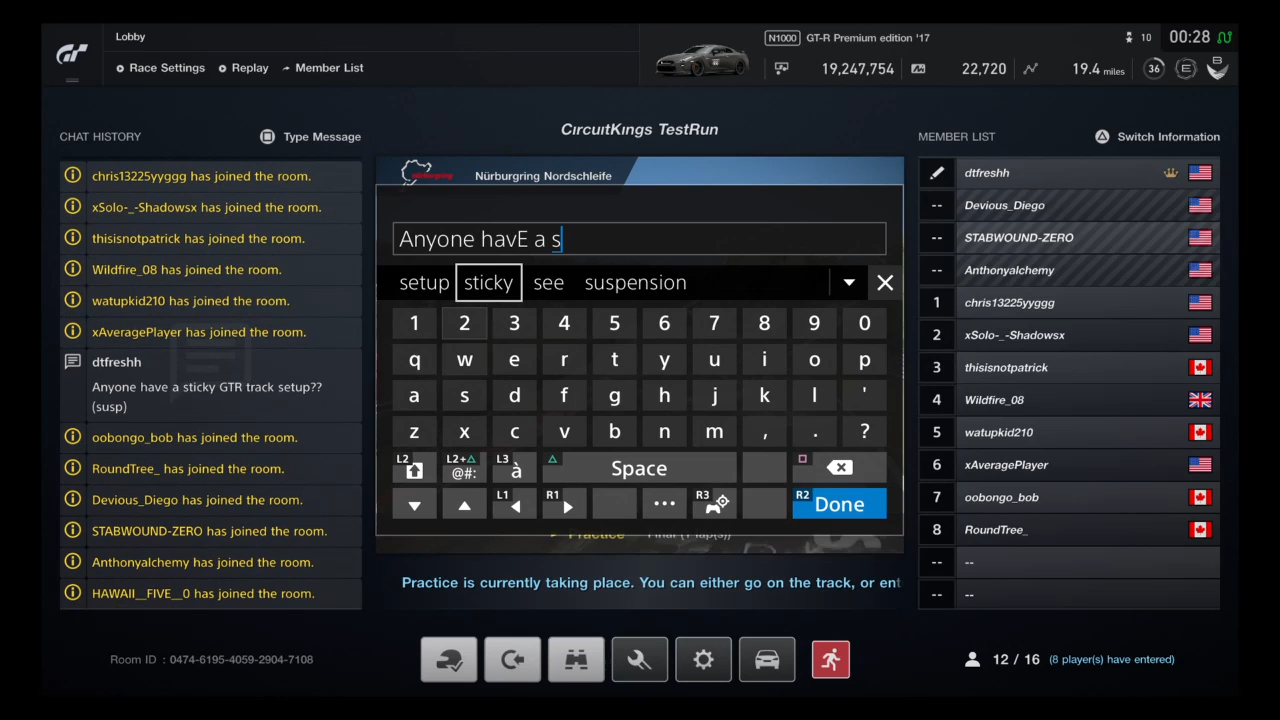 Lobby
N1000 GT-R Premium edition '17
10 00:28
Race Settings Replay Member List
19,247,754 22,720 19.4 miles 36 E B
CHAT HISTORY Type Message
CircuitKings TestRun
MEMBER LIST Switch Information
chris13225yyggg has joined the room.
xSolo-_-Shadowsx has joined the room.
thisisnotpatrick has joined the room.
Wildfire_08 has joined the room.
watupkid210 has joined the room.
xAveragePlayer has joined the room.
dtfreshh
Anyone have a sticky GTR track setup??
(susp)
oobongo_bob has joined the room.
RoundTree_ has joined the room.
Devious_Diego has joined the room.
STABWOUND-ZERO has joined the room.
Anthonyalchemy has joined the room.
HAWAII__FIVE__0 has joined the room.
Nürburgring Nordschleife
Anyone havE a s
setup sticky see suspension
1 2 3 4 5 6 7 8 9 0
q w e r t y u i o p
a s d f g h j k l '
z x c v b n m , . ?
L2 L2+△ @#: L3 à Space
L1 R1 ... R3 R2 Done
Practice Final (1 lap(s))
Practice is currently taking place. You can either go on the track, or ent
dtfreshh
-- Devious_Diego
-- STABWOUND-ZERO
-- Anthonyalchemy
1 chris13225yyggg
2 xSolo-_-Shadowsx
3 thisisnotpatrick
4 Wildfire_08
5 watupkid210
6 xAveragePlayer
7 oobongo_bob
8 RoundTree_
-- --
-- --
Room ID : 0474-6195-4059-2904-7108
12 / 16 (8 player(s) have entered)